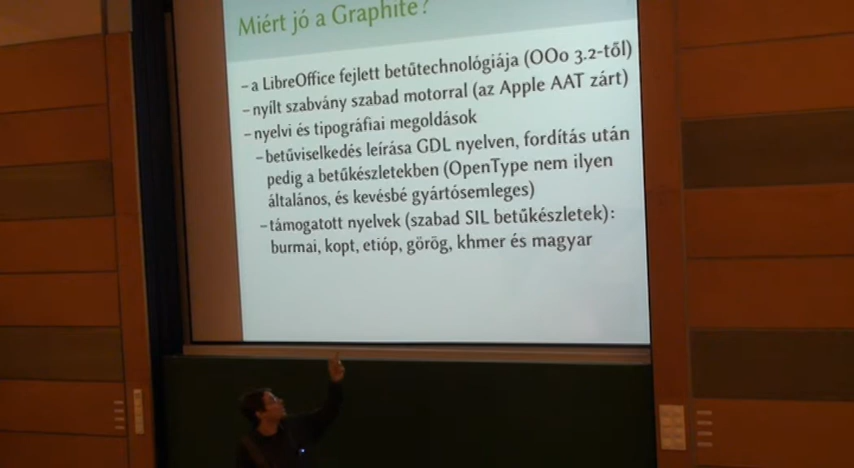 Miért jó a Graphite?
– a LibreOffice fejlett betűtechnológiája (OOo 3.2-től)
– nyílt szabvány szabad motorral (az Apple AAT zárt)
– nyelvi és tipográfiai megoldások
– betűviselkedés leírása GDL nyelven, fordítás után
pedig a betűkészletekben (OpenType nem ilyen
általános, és kevésbé gyártósemleges)
– támogatott nyelvek (szabad SIL betűkészletek):
burmai, kopt, etióp, görög, khmer és magyar